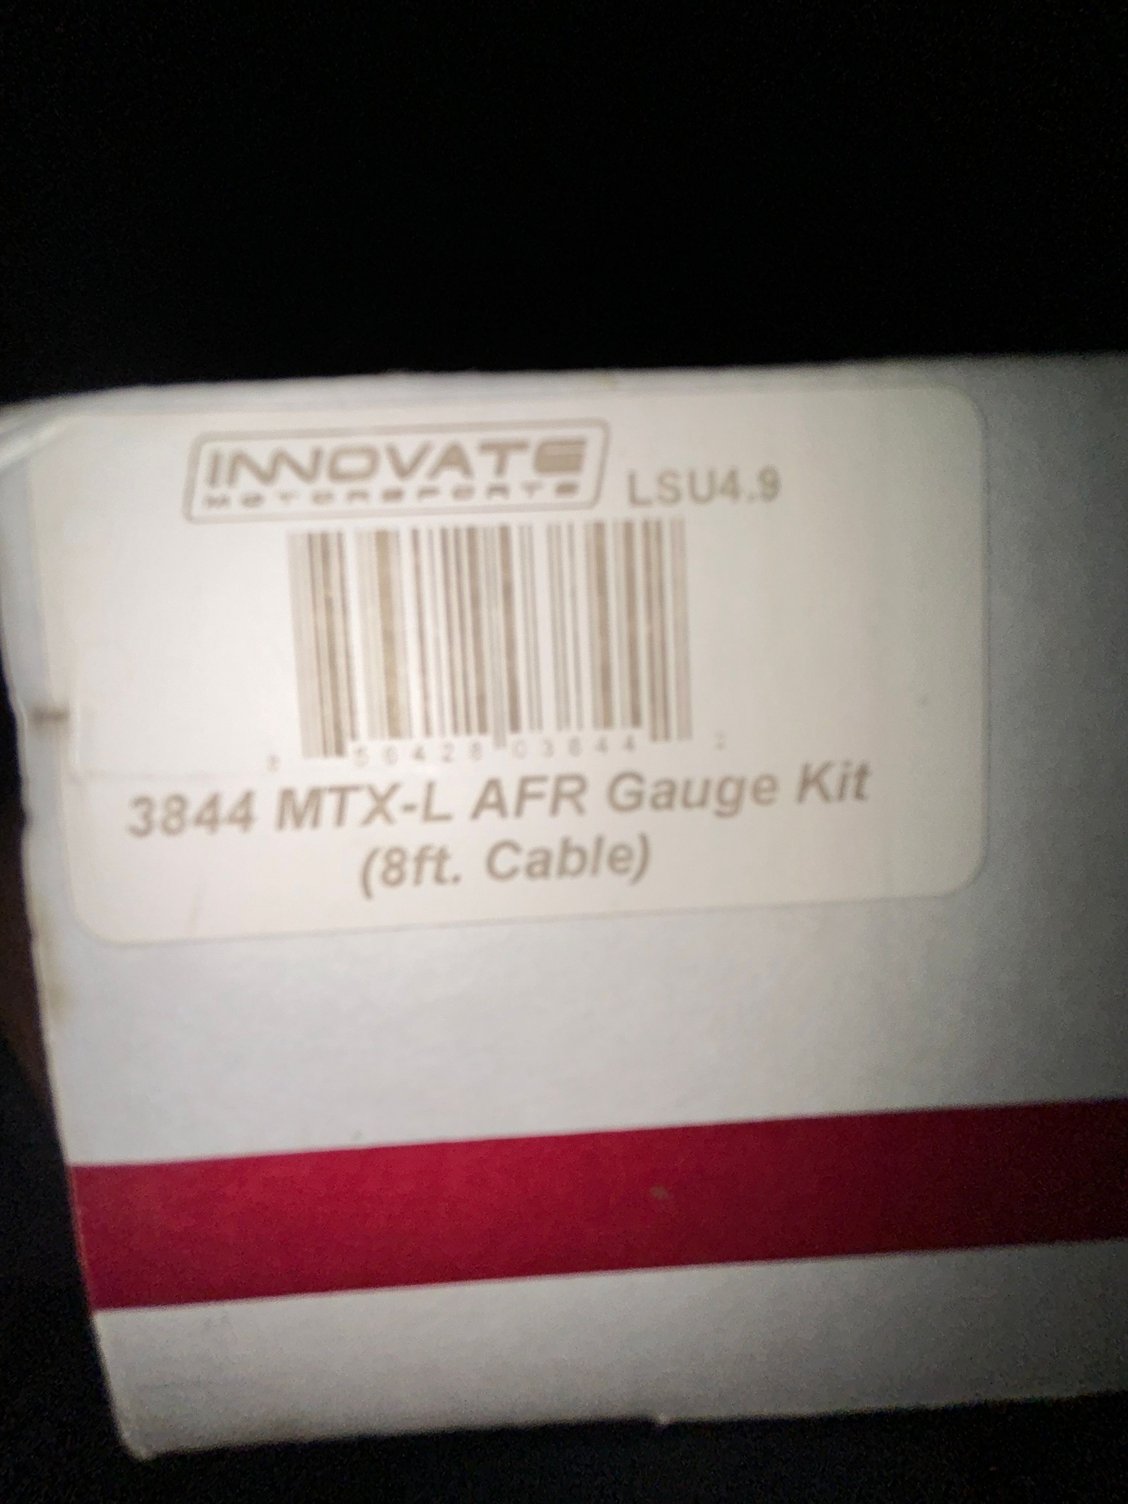 INNOVATE
MOTORSPORTS
LSU4.9
3844 MTX-L AFR Gauge Kit
(8ft. Cable)